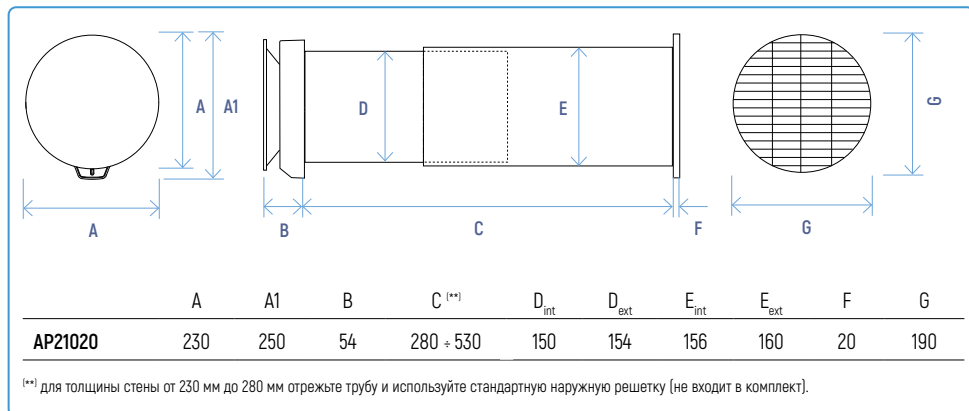 A
A1
D
E
G
A
B
C
F
G
A A1 B C (**) Dint Dext Eint Eext F G
AP21020 230 250 54 280 ÷ 530 150 154 156 160 20 190
(**) для толщины стены от 230 мм до 280 мм отрежьте трубу и используйте стандартную наружную решетку (не входит в комплект).